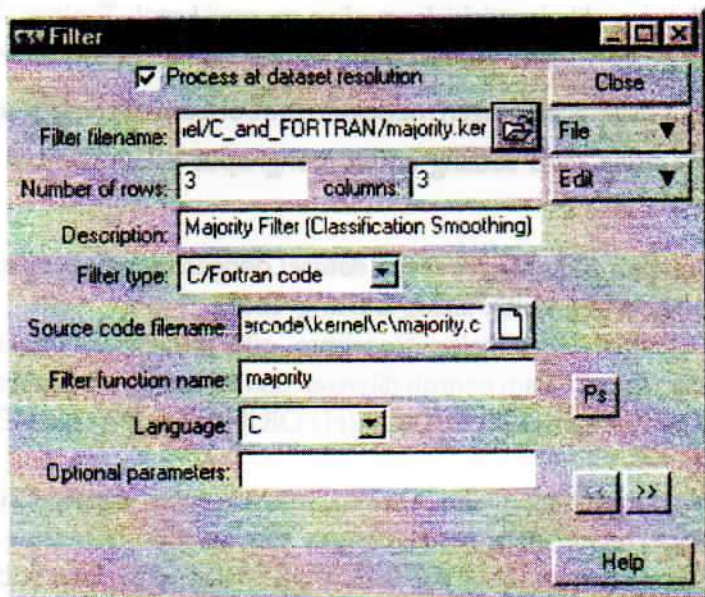 Filter
Process at dataset resolution
Close
Filter filename: iel/C_and_FORTRAN/majority.ker
File
Number of rows: 3 columns: 3
Edit
Description: Majority Filter (Classification Smoothing)
Filter type: C/Fortran code
Source code filename: ercode\kernel\c\majority.c
Filter function name: majority
Ps
Language: C
Optional parameters:
<< >>
Help